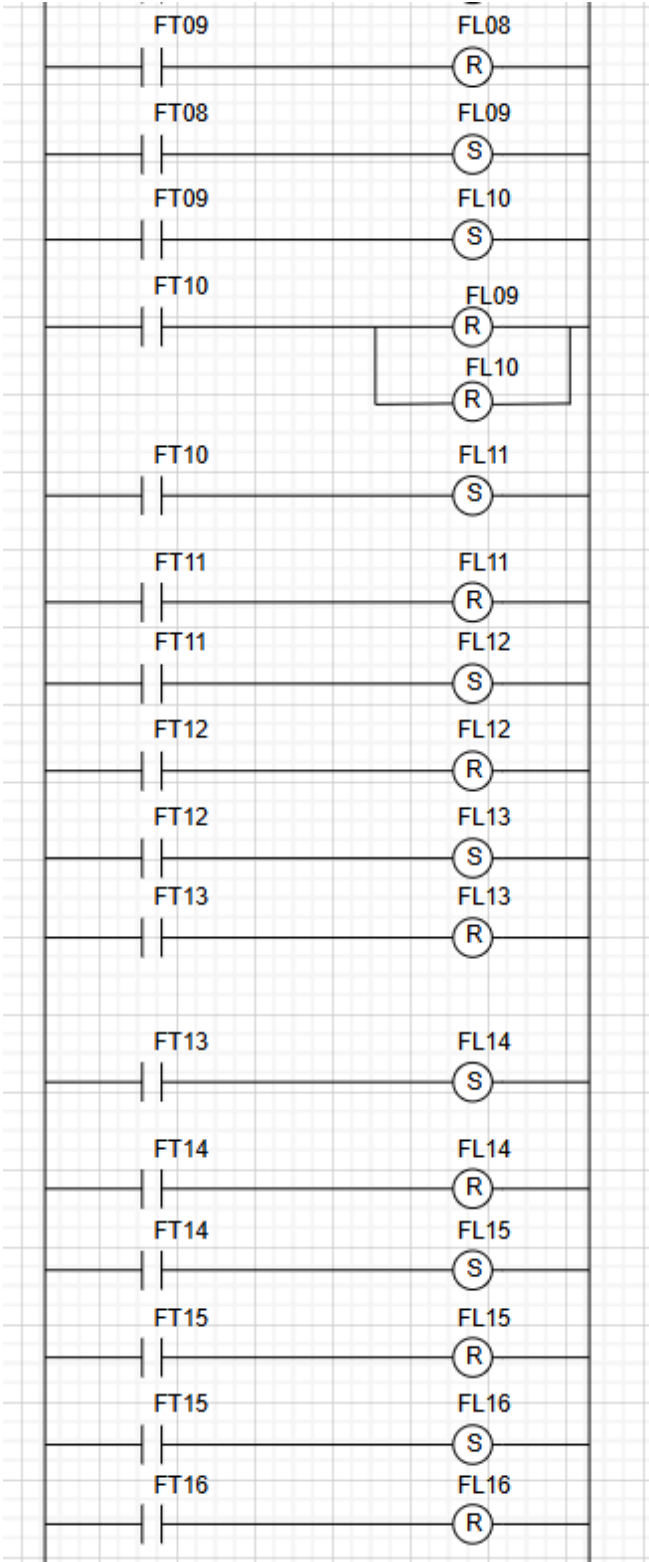 FT09 FL08
R
FT08 FL09
S
FT09 FL10
S
FT10 FL09
R
FL10
R
FT10 FL11
S
FT11 FL11
R
FT11 FL12
S
FT12 FL12
R
FT12 FL13
S
FT13 FL13
R
FT13 FL14
S
FT14 FL14
R
FT14 FL15
S
FT15 FL15
R
FT15 FL16
S
FT16 FL16
R